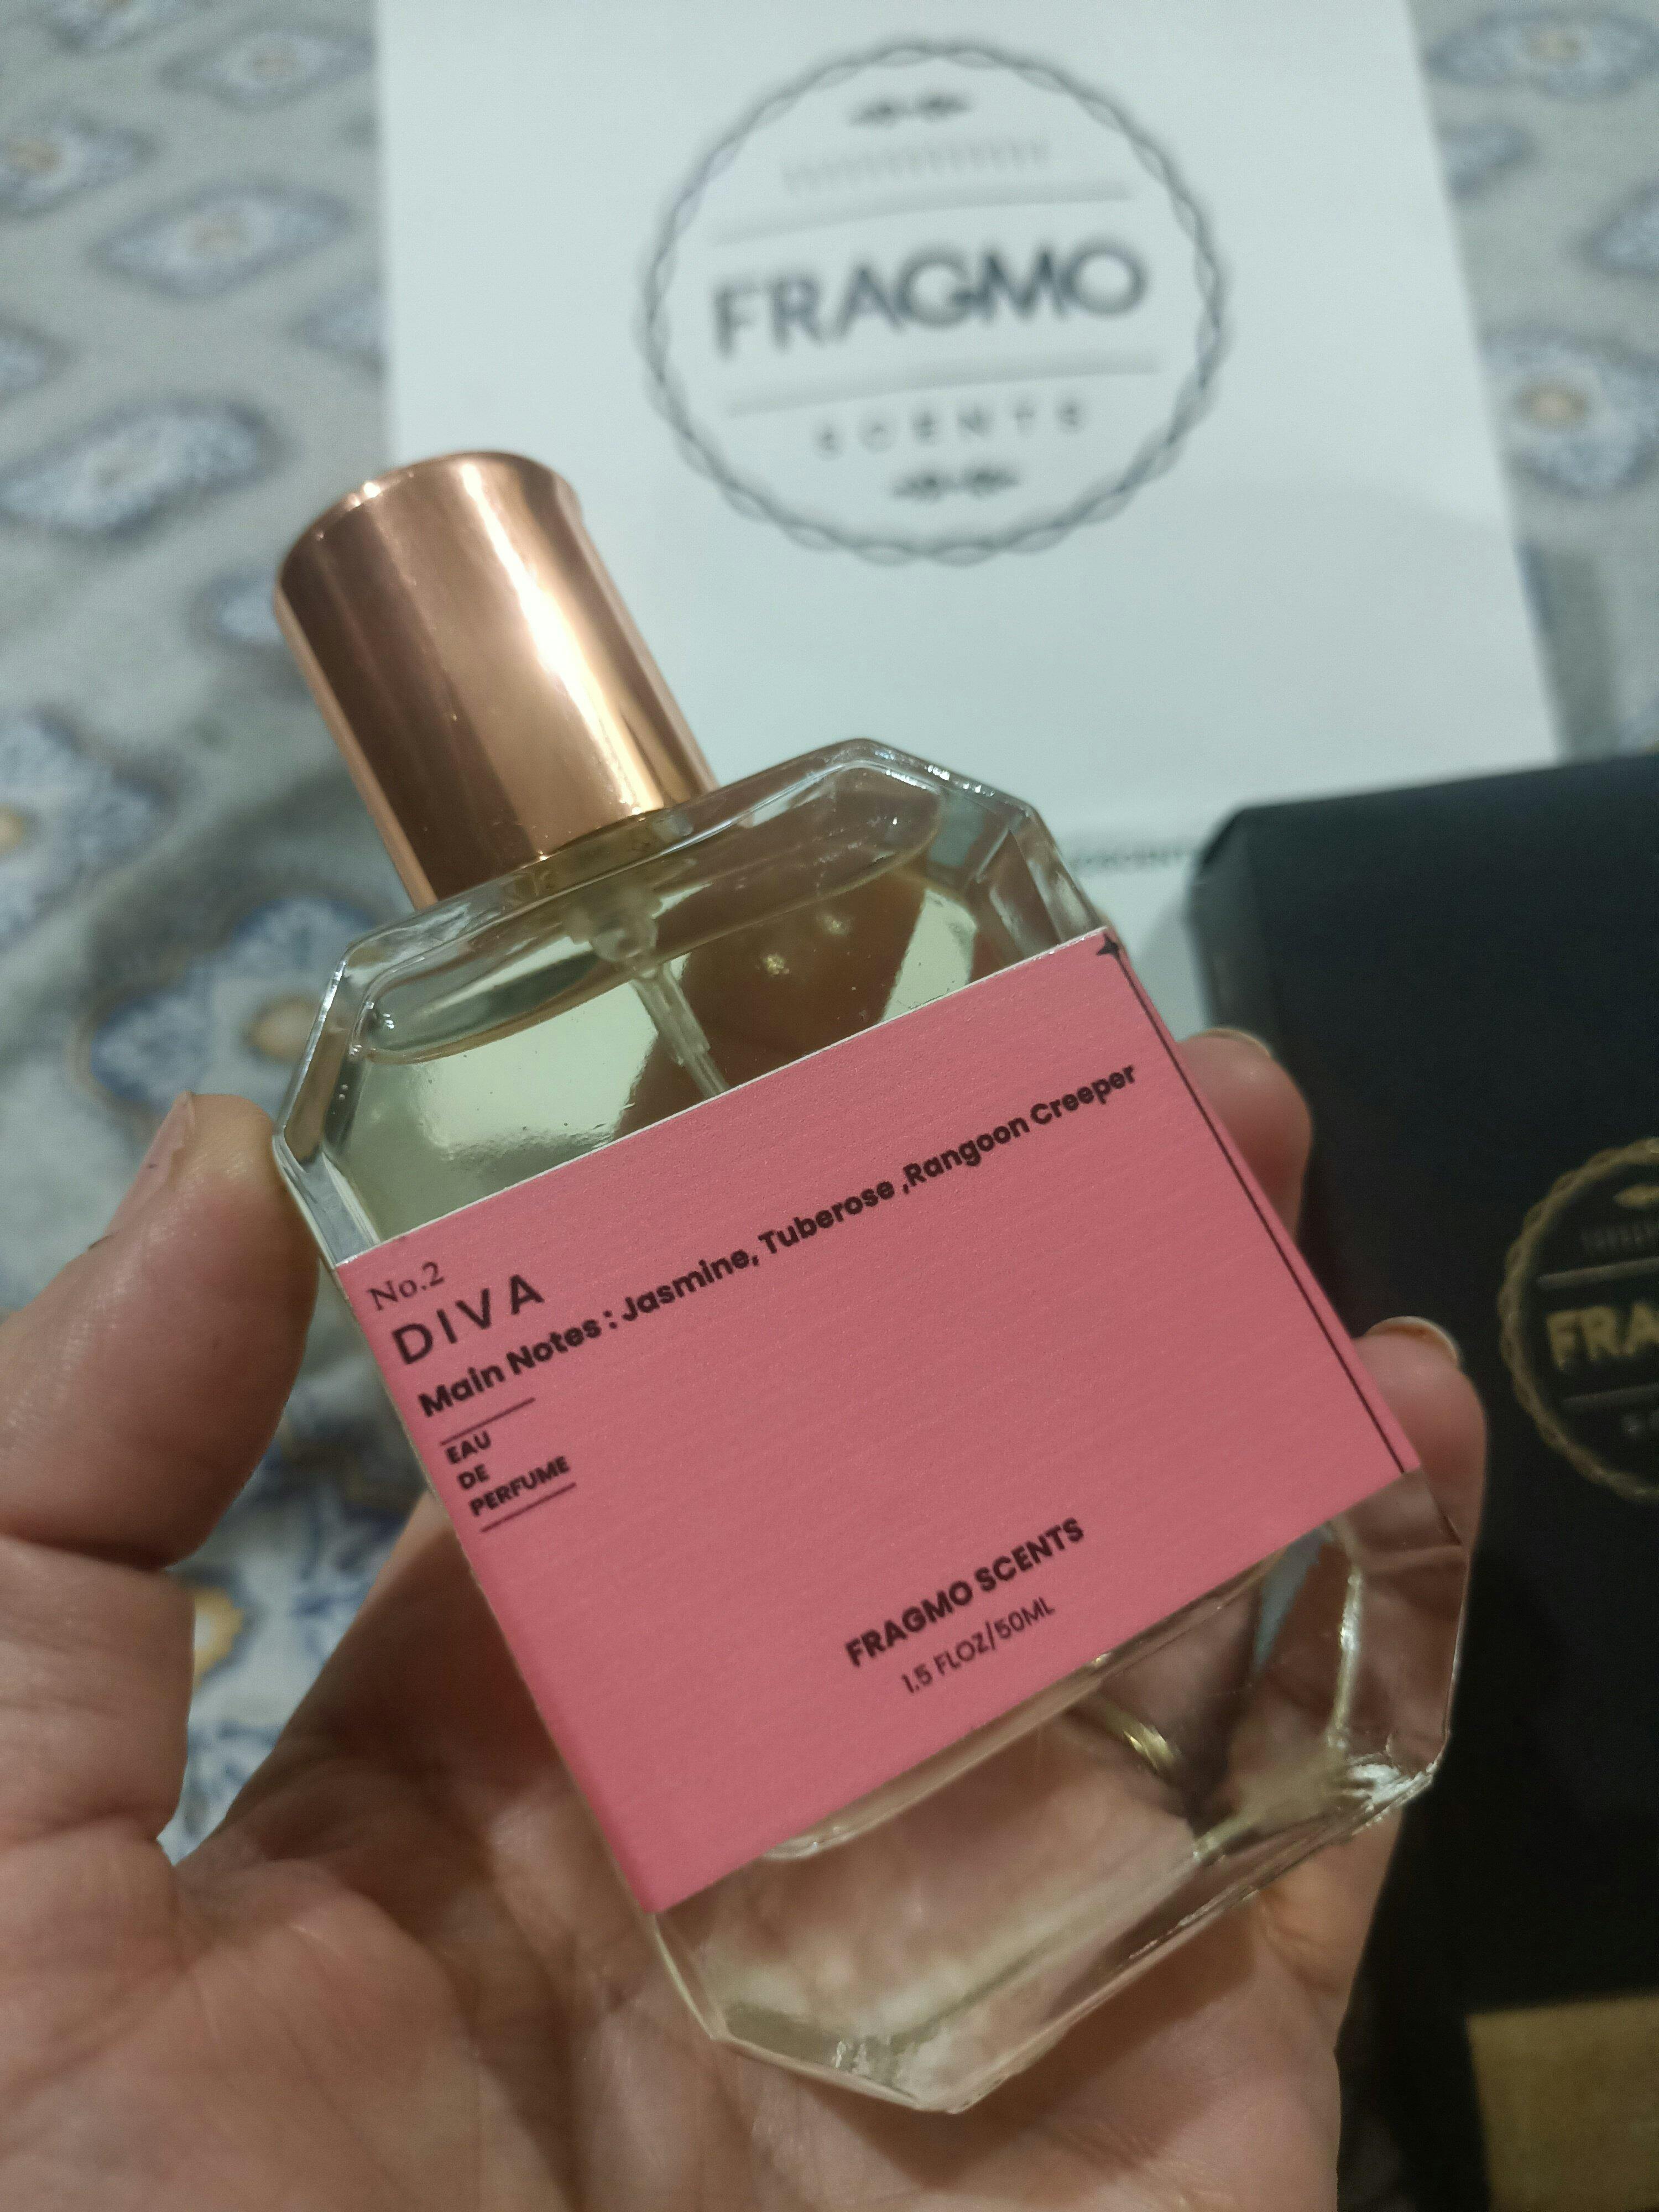 FRAGMO
SCENTS
No.2
DIVA
Main Notes : Jasmine, Tuberose ,Rangoon Creeper
EAU
DE
PERFUME
FRAGMO SCENTS
1.5 FLOZ/50ML